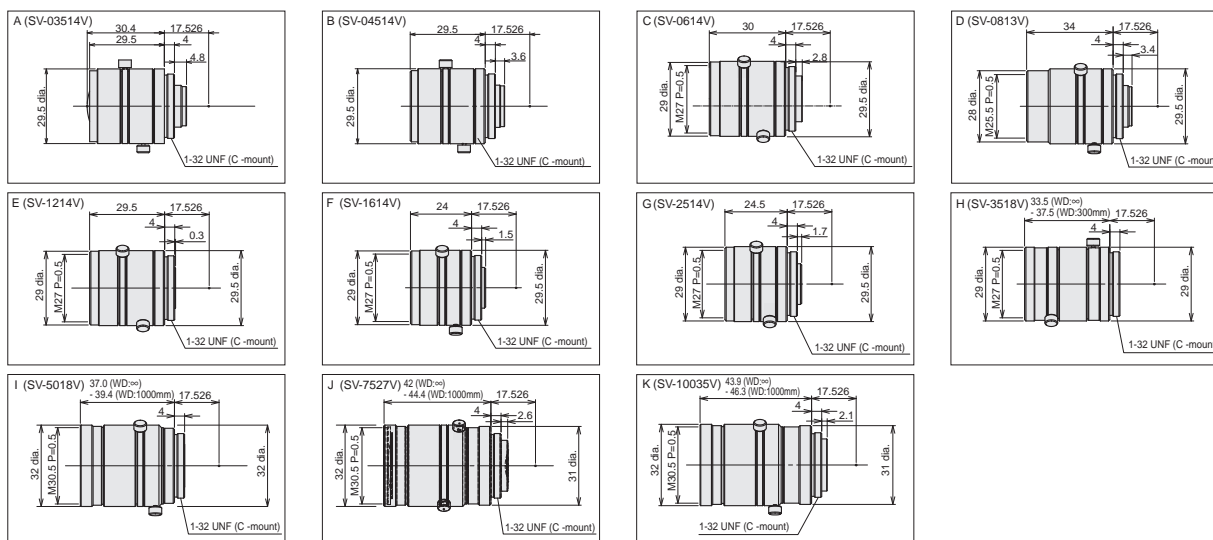 A (SV-03514V)
30.4
17.526
29.5
4
4.8
29.5 dia.
1-32 UNF (C -mount)
B (SV-04514V)
29.5
17.526
4
3.6
29.5 dia.
1-32 UNF (C -mount)
C (SV-0614V)
30
17.526
4
2.8
29 dia.
M27 P=0.5
29.5 dia.
1-32 UNF (C -mount)
D (SV-0813V)
34
17.526
4
3.4
28 dia.
M25.5 P=0.5
29.5 dia.
1-32 UNF (C -mount)
E (SV-1214V)
29.5
17.526
4
0.3
29 dia.
M27 P=0.5
29.5 dia.
1-32 UNF (C -mount)
F (SV-1614V)
24
17.526
4
1.5
29 dia.
M27 P=0.5
29.5 dia.
1-32 UNF (C -mount)
G (SV-2514V)
24.5
17.526
4
1.7
29 dia.
M27 P=0.5
29.5 dia.
1-32 UNF (C -mount)
H (SV-3518V) 33.5 (WD:∞)
- 37.5 (WD:300mm)
17.526
4
29 dia.
M27 P=0.5
29 dia.
1-32 UNF (C -mount)
I (SV-5018V) 37.0 (WD:∞)
- 39.4 (WD:1000mm)
17.526
4
32 dia.
M30.5 P=0.5
32 dia.
1-32 UNF (C -mount)
J (SV-7527V) 42 (WD:∞)
- 44.4 (WD:1000mm)
17.526
4
2.6
32 dia.
M30.5 P=0.5
31 dia.
1-32 UNF (C -mount)
K (SV-10035V) 43.9 (WD:∞)
- 46.3 (WD:1000mm)
17.526
4
2.1
32 dia.
M30.5 P=0.5
31 dia.
1-32 UNF (C -mount)